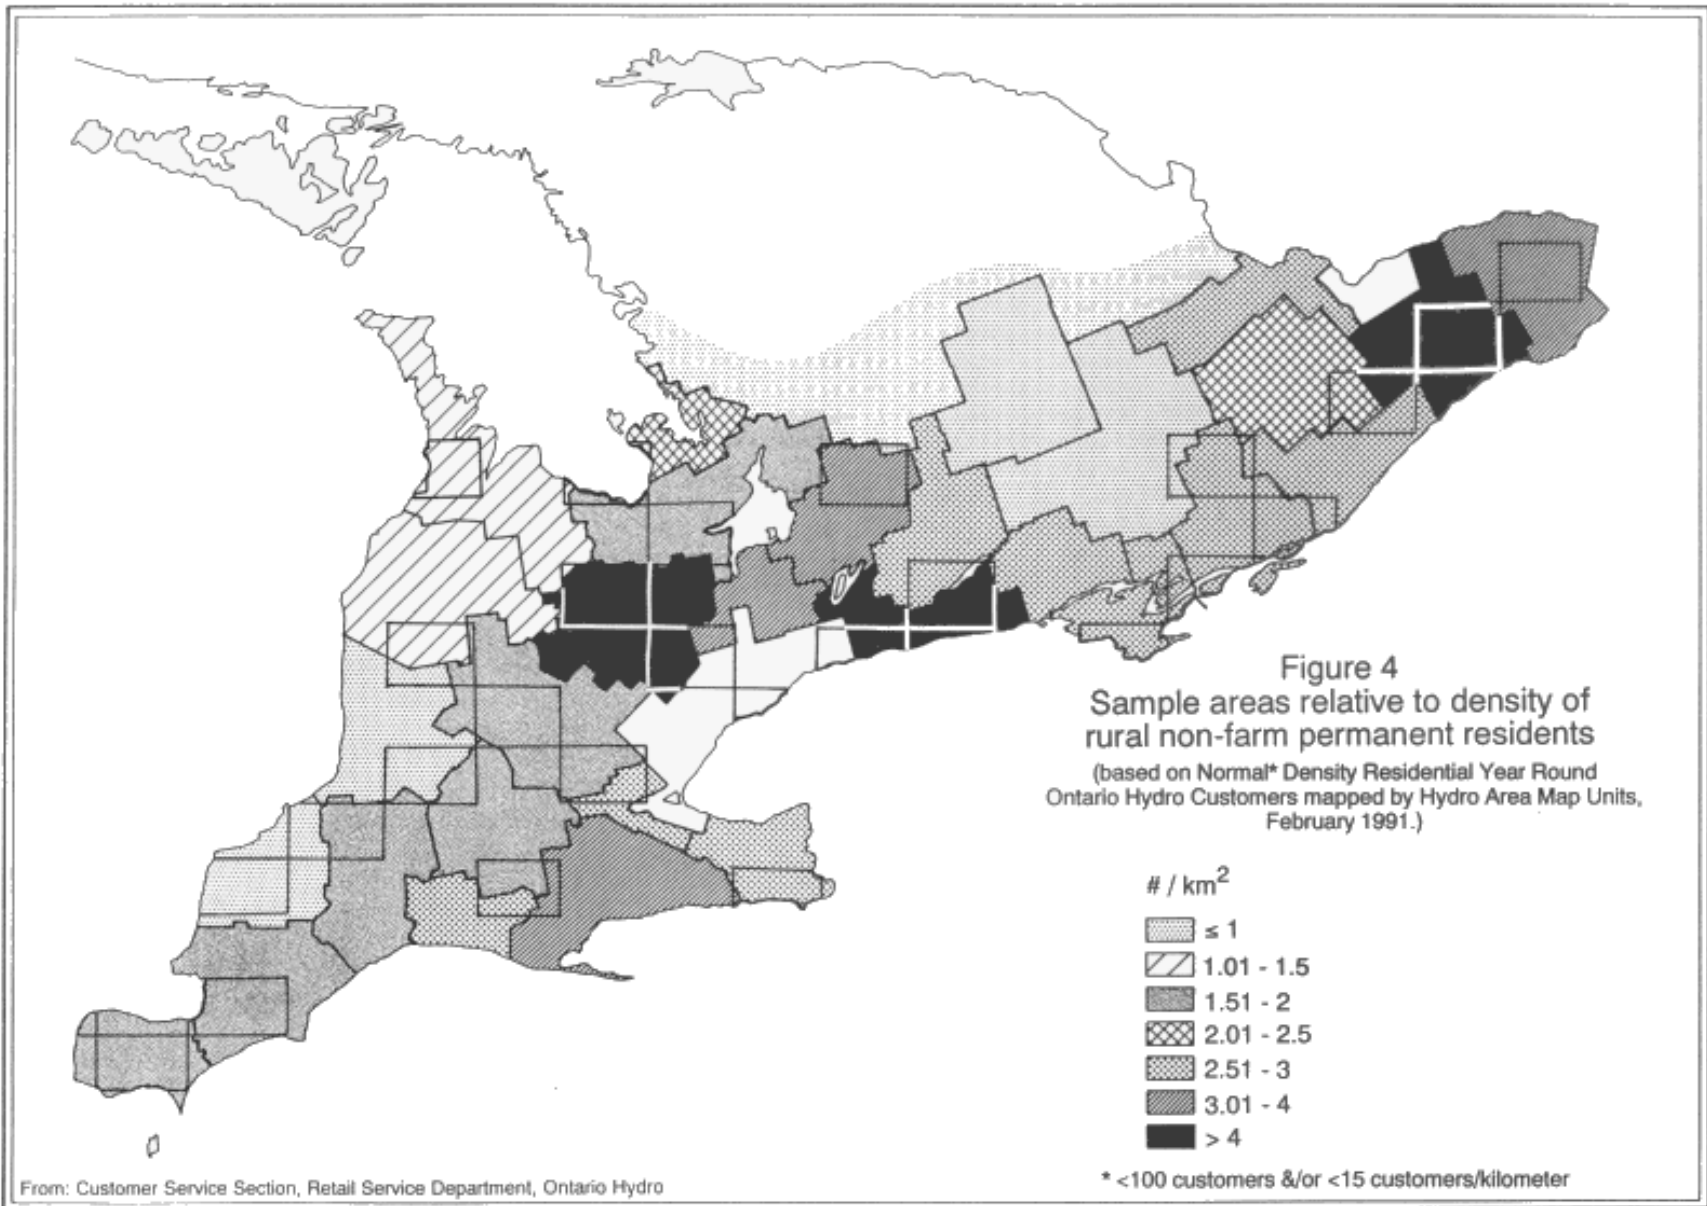 Figure 4
Sample areas relative to density of
rural non-farm permanent residents
(based on Normal* Density Residential Year Round
Ontario Hydro Customers mapped by Hydro Area Map Units,
February 1991.)
# / km²
≤ 1
1.01 - 1.5
1.51 - 2
2.01 - 2.5
2.51 - 3
3.01 - 4
> 4
* <100 customers &/or <15 customers/kilometer
From: Customer Service Section, Retail Service Department, Ontario Hydro